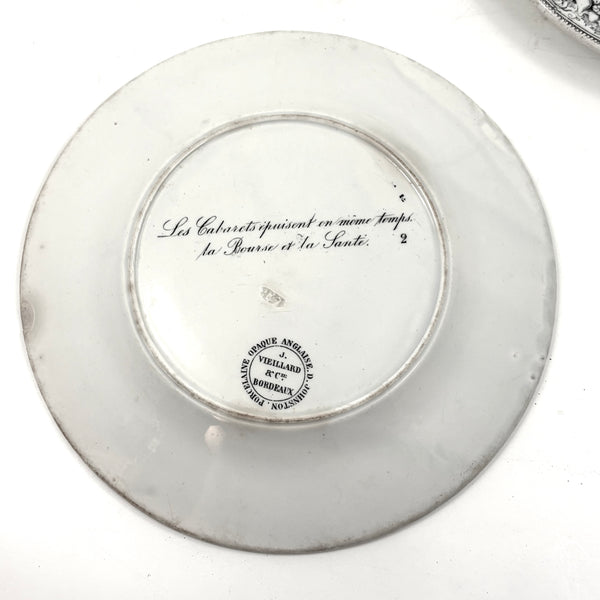 Les Cabarets épuisent en même temps
la Bourse et la Santé.
2
PORCELAINE OPAQUE ANGLAISE. D. JOHNSTON.
J.
VIEILLARD
& Cie
BORDEAUX